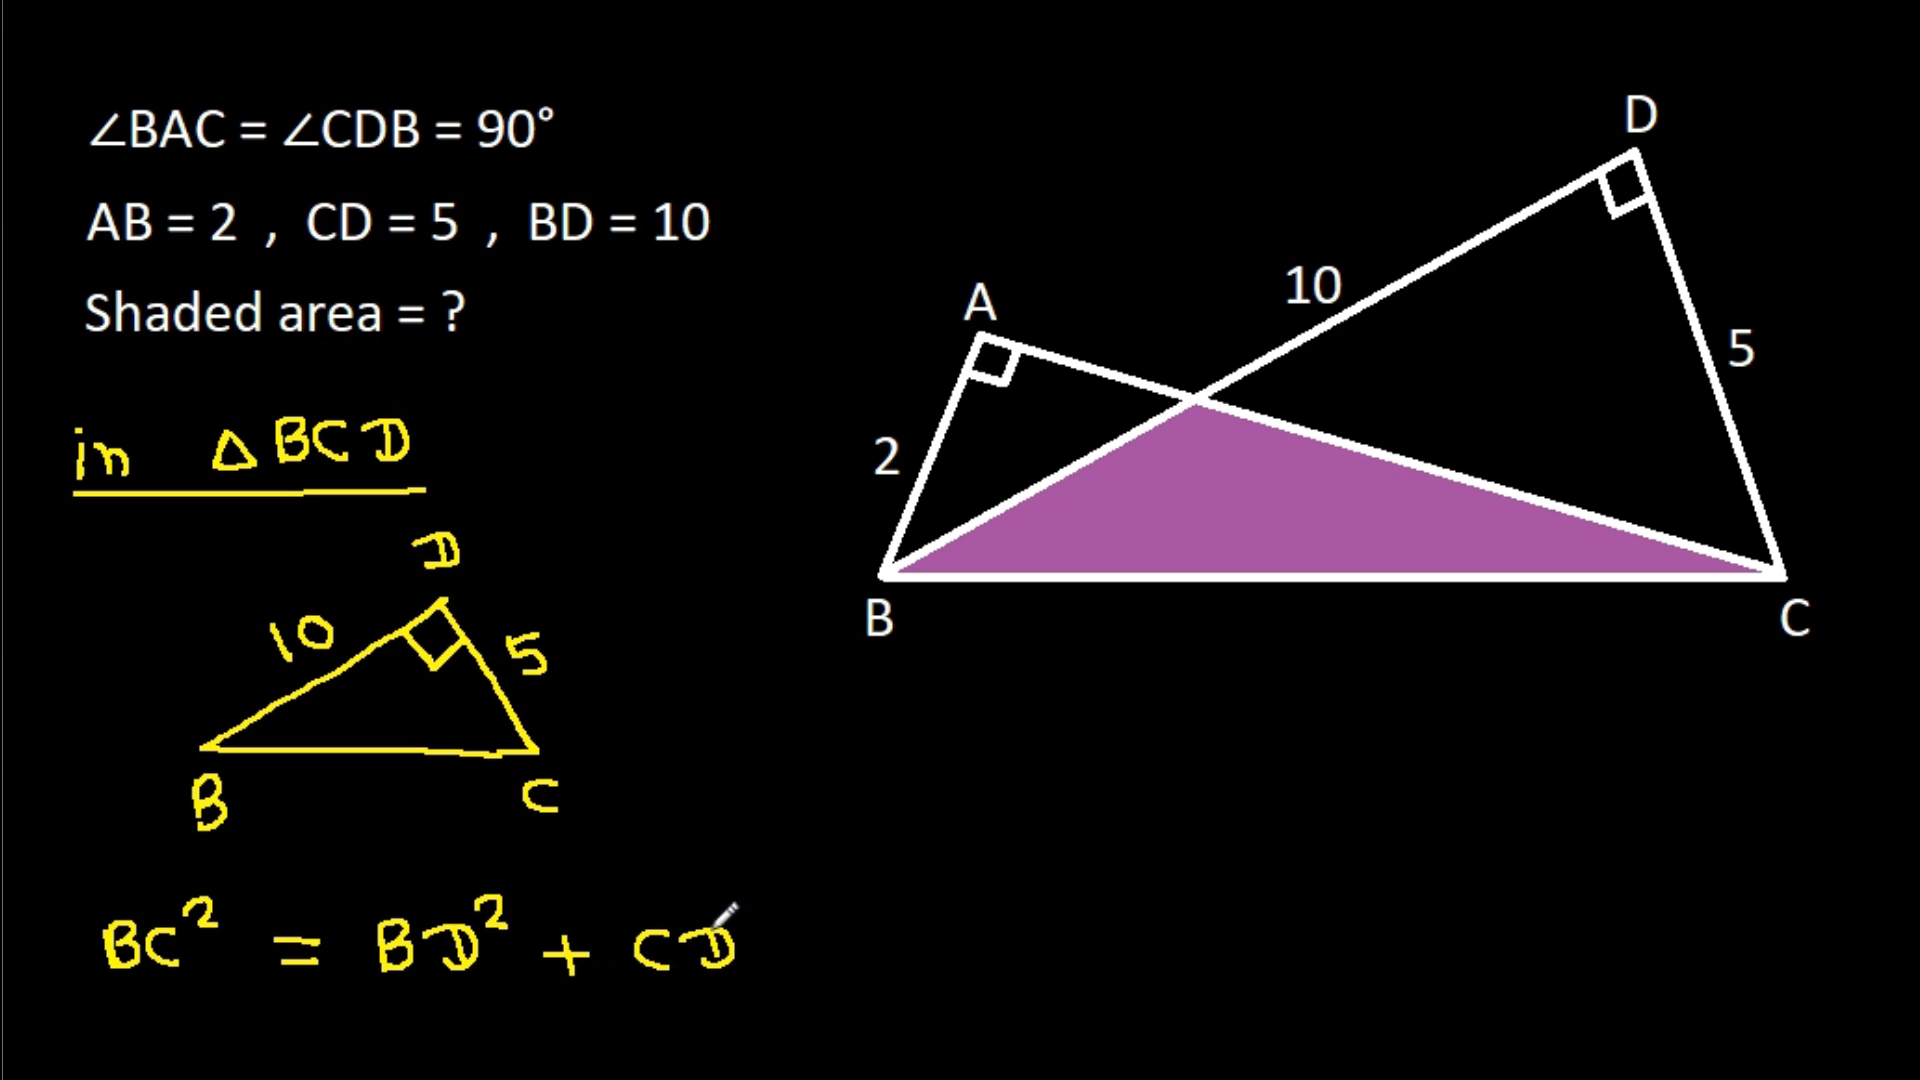 ∠BAC = ∠CDB = 90°
AB = 2 , CD = 5 , BD = 10
Shaded area = ?
in △ BCD
D
10
5
B
C
BC² = BD² + CD
D
10
A
5
2
B
C